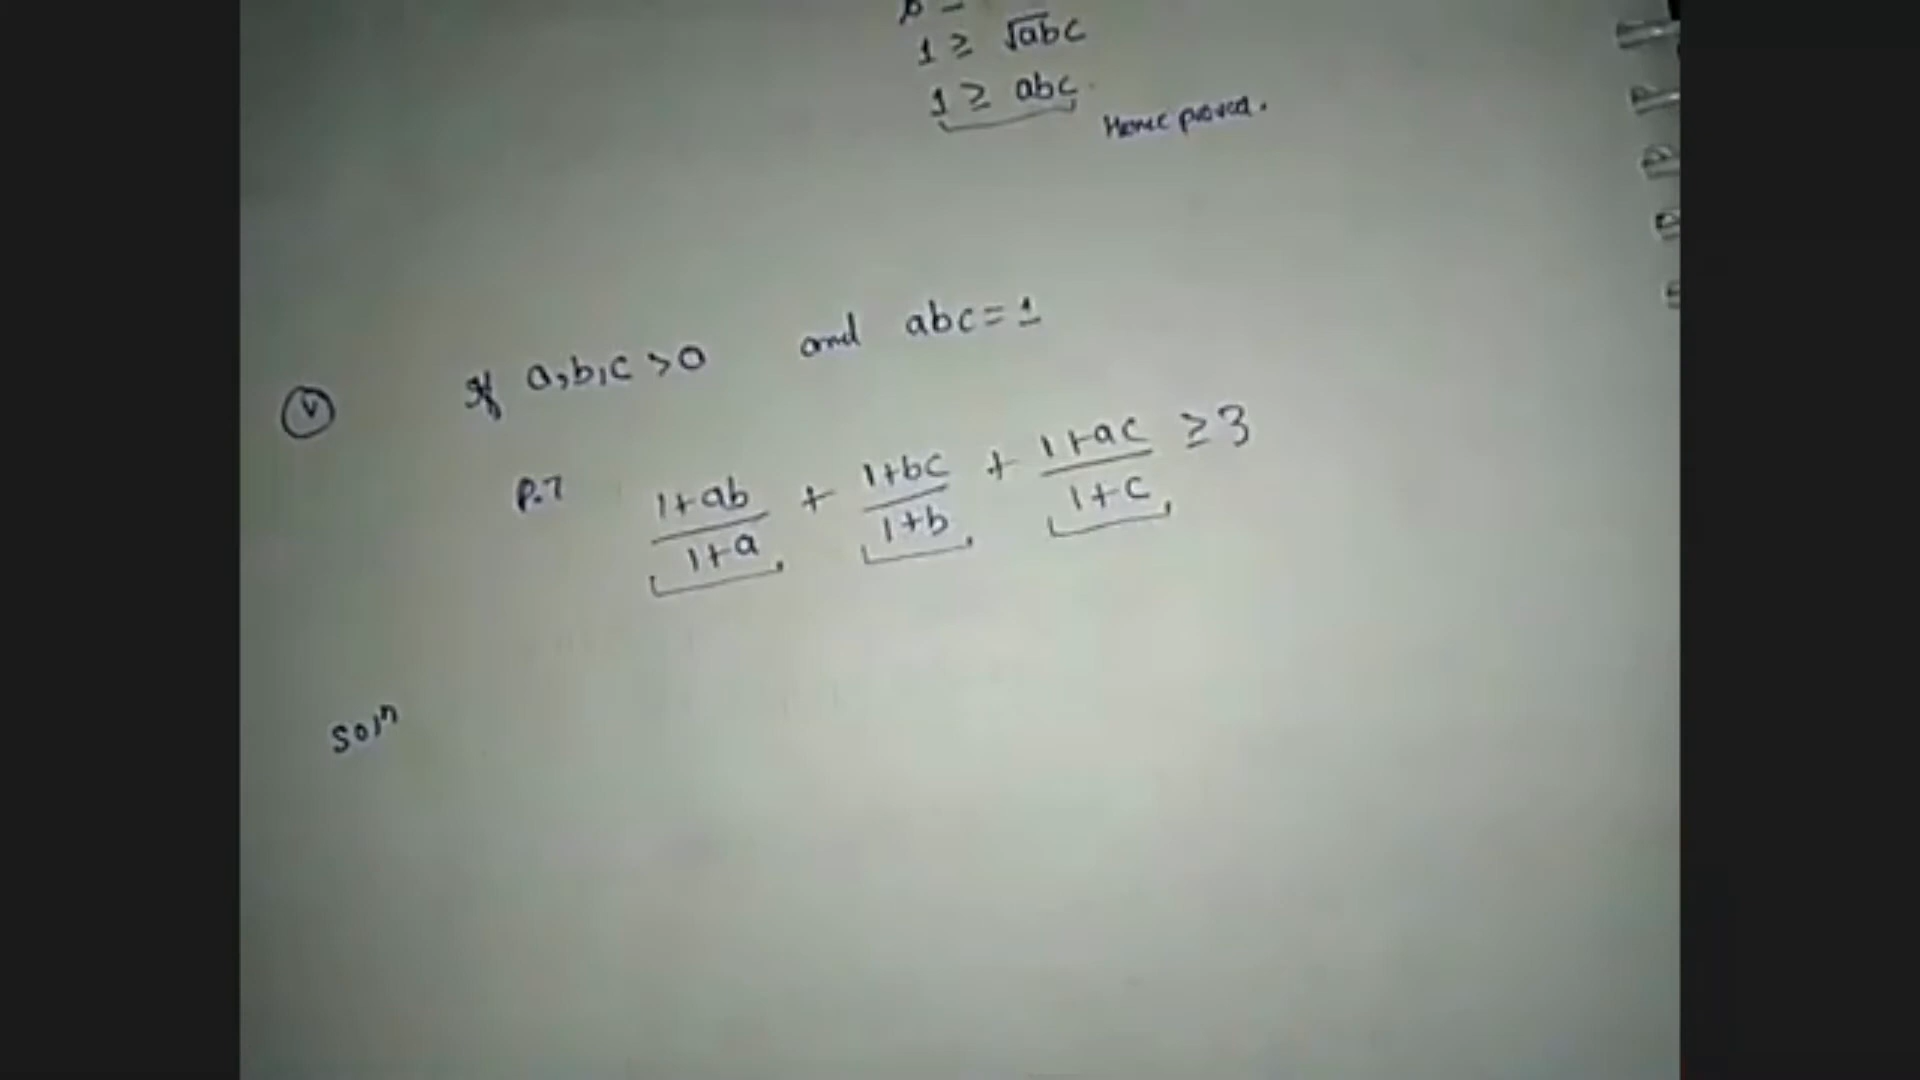 1 ≥ √abc
1 ≥ abc
Hence proved.
(v) If a,b,c >0 and abc=1
P.T (1+ab)/(1+a) + (1+bc)/(1+b) + (1+ac)/(1+c) ≥ 3
Solⁿ